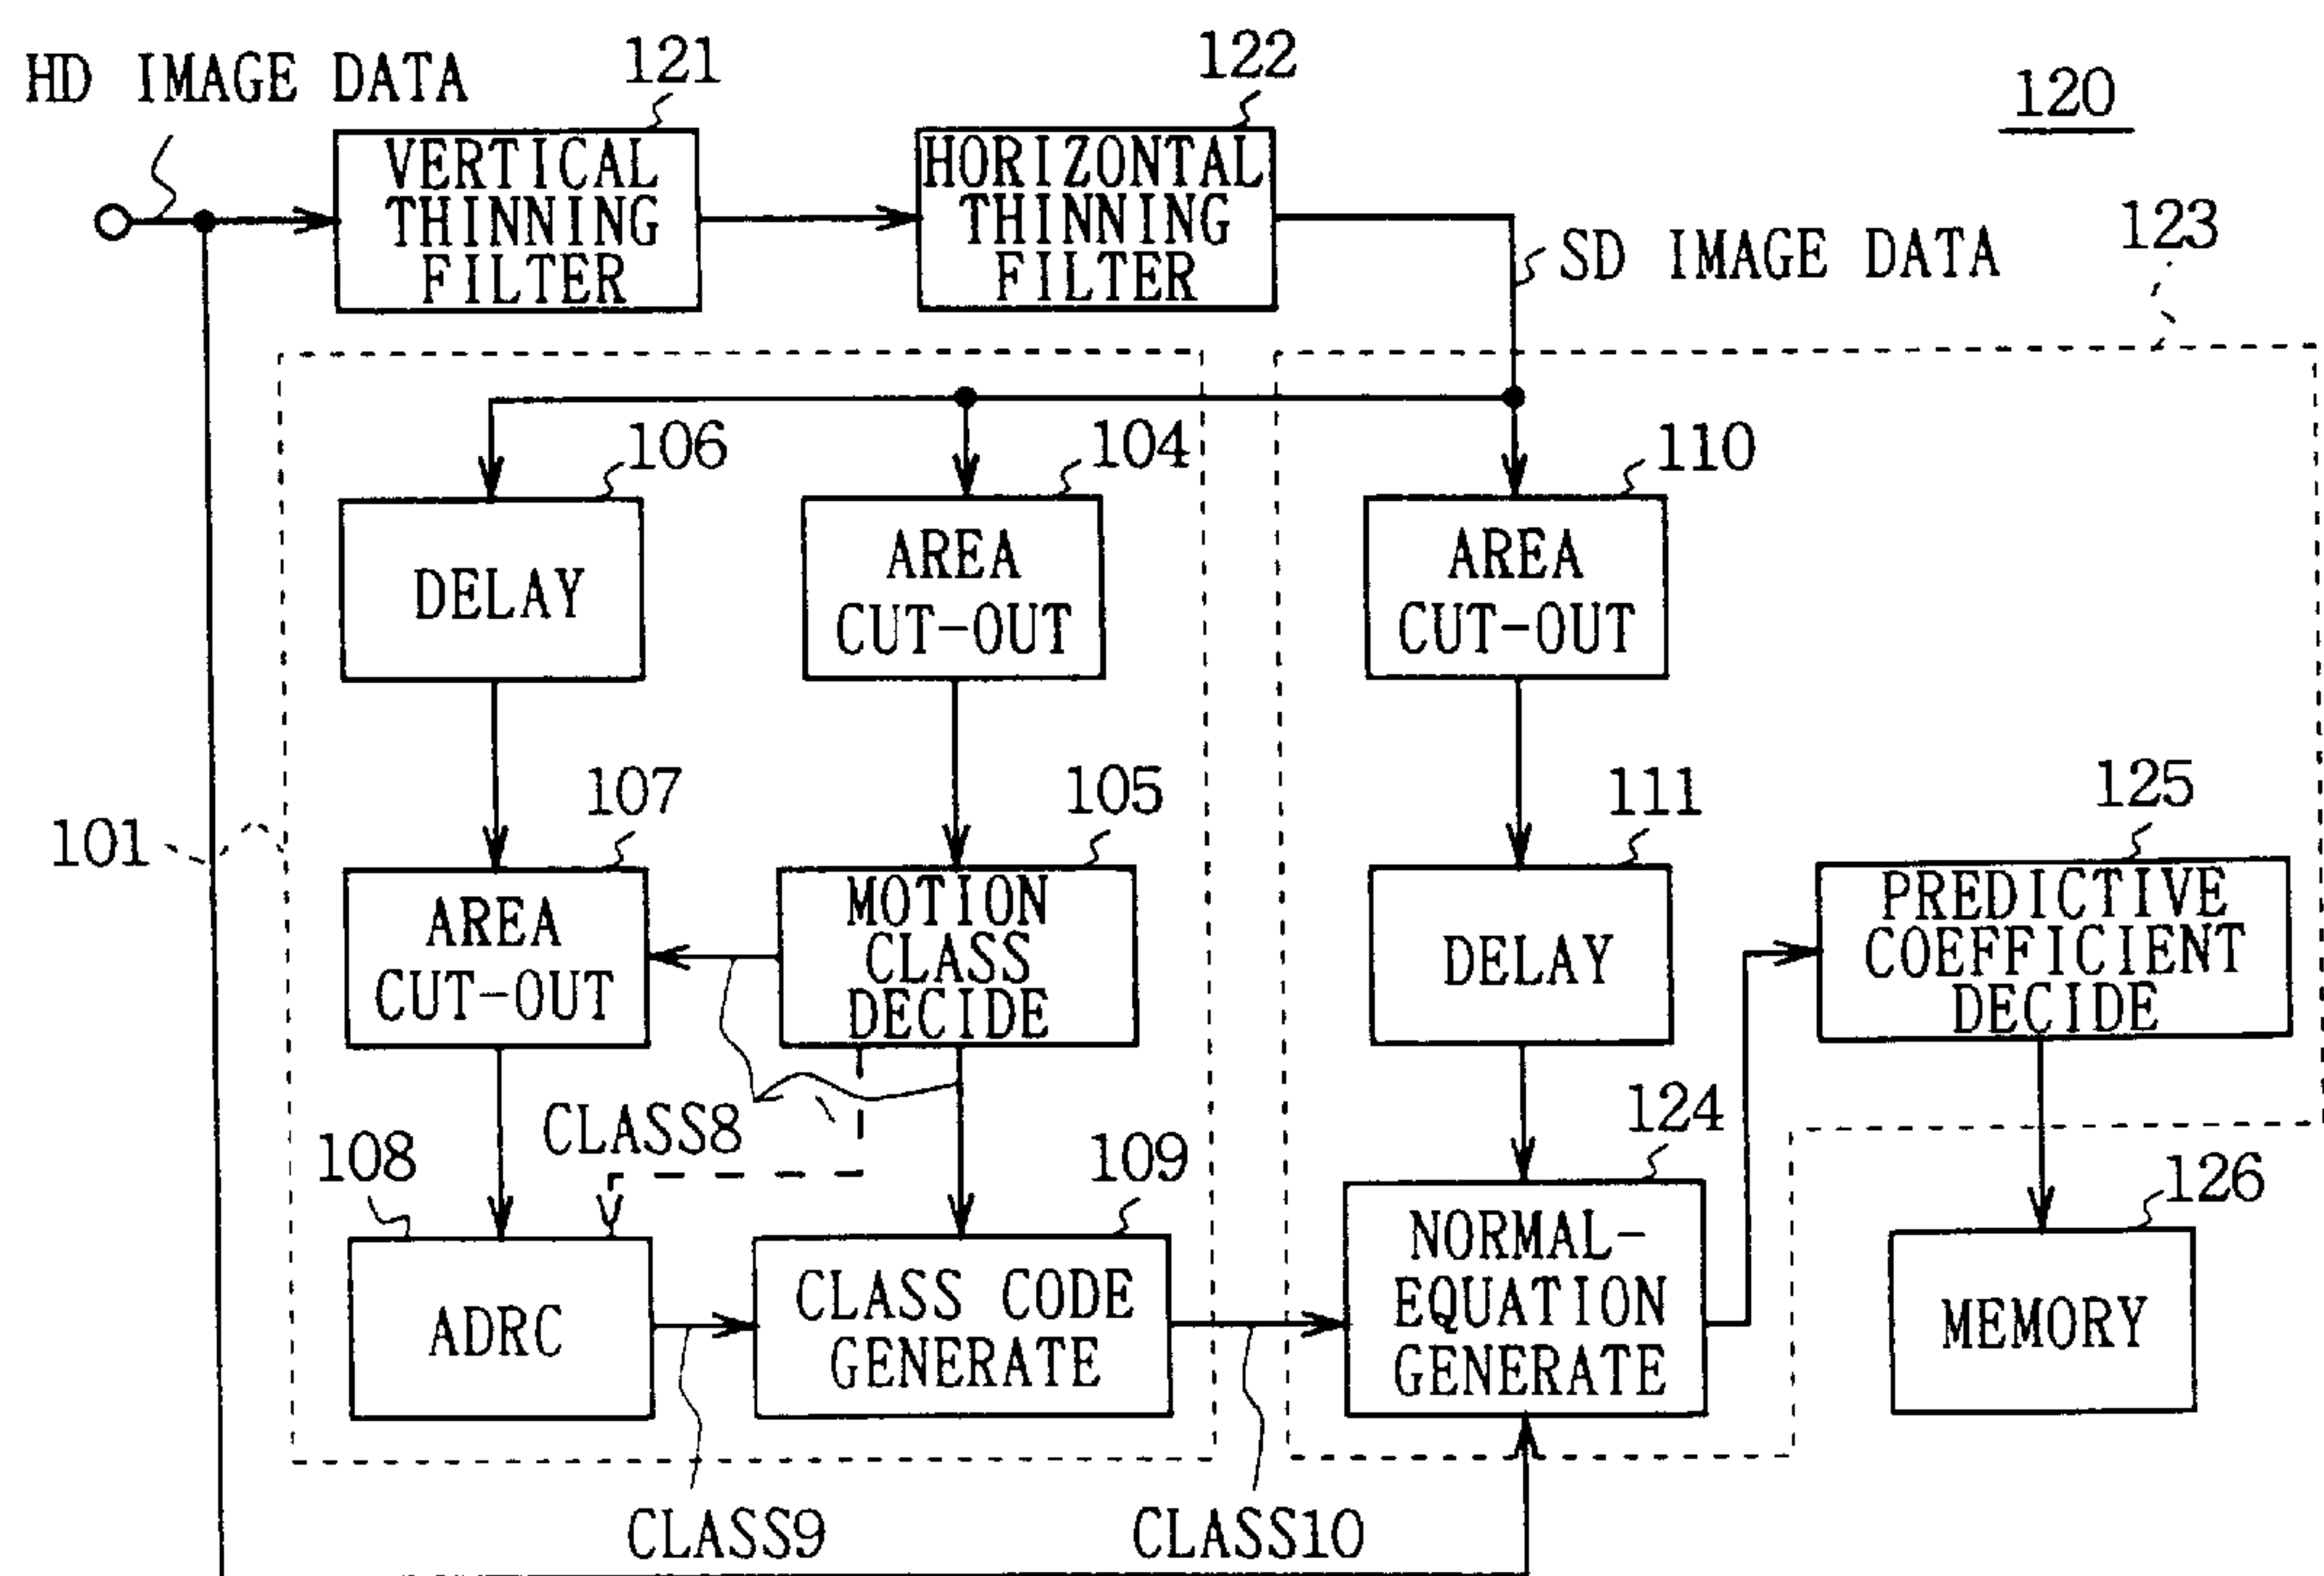 HD IMAGE DATA
121
122
120
VERTICAL
THINNING
FILTER
HORIZONTAL
THINNING
FILTER
SD IMAGE DATA
123
106
104
110
DELAY
AREA
CUT-OUT
AREA
CUT-OUT
101
107
105
111
125
AREA
CUT-OUT
MOTION
CLASS
DECIDE
DELAY
PREDICTIVE
COEFFICIENT
DECIDE
CLASS8
108
109
124
126
ADRC
CLASS CODE
GENERATE
NORMAL-
EQUATION
GENERATE
MEMORY
CLASS9
CLASS10